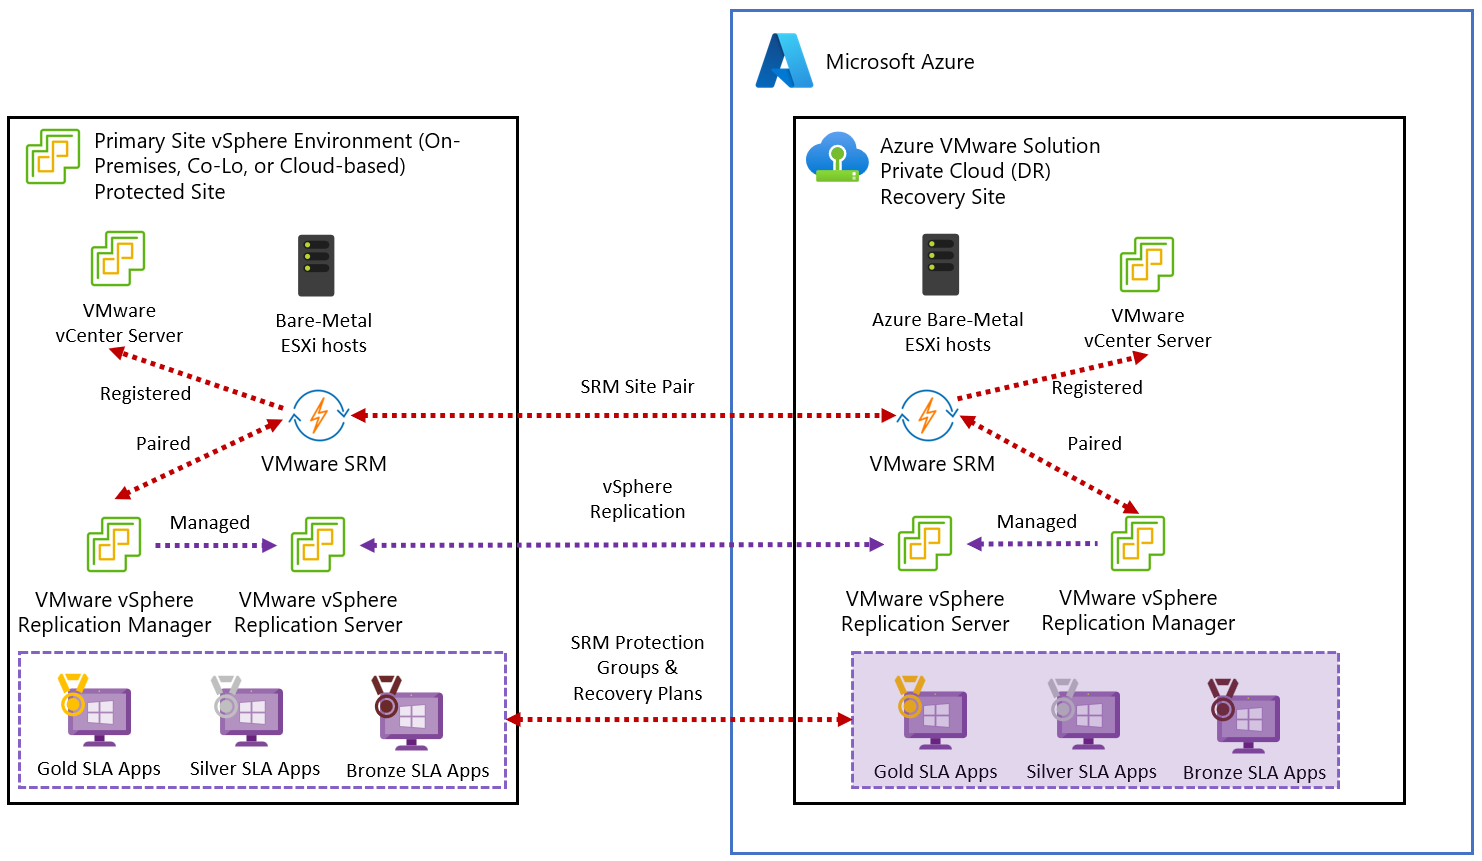 Microsoft Azure
Primary Site vSphere Environment (On-
Premises, Co-Lo, or Cloud-based)
Protected Site
VMware
vCenter Server
Bare-Metal
ESXi hosts
Registered
Paired
VMware SRM
Managed
VMware vSphere
Replication Manager
VMware vSphere
Replication Server
Gold SLA Apps
Silver SLA Apps
Bronze SLA Apps
SRM Site Pair
vSphere
Replication
SRM Protection
Groups &
Recovery Plans
Azure VMware Solution
Private Cloud (DR)
Recovery Site
Azure Bare-Metal
ESXi hosts
VMware
vCenter Server
Registered
Paired
VMware SRM
Managed
VMware vSphere
Replication Server
VMware vSphere
Replication Manager
Gold SLA Apps
Silver SLA Apps
Bronze SLA Apps